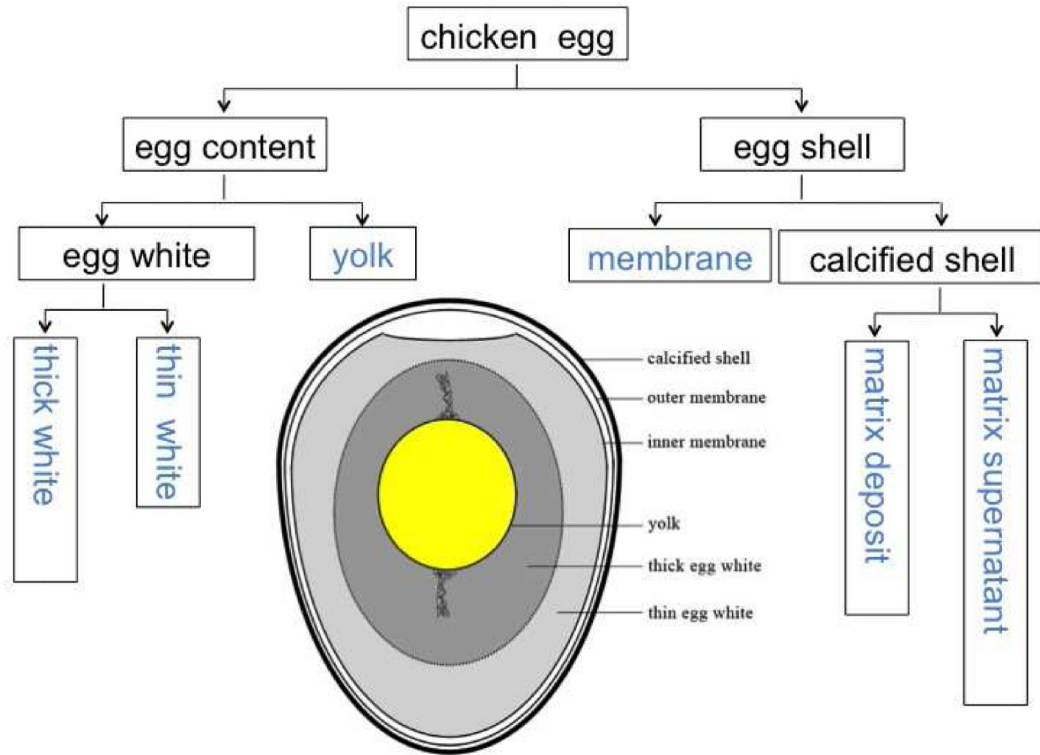 chicken egg
egg content
egg shell
egg white
yolk
membrane
calcified shell
thick white
thin white
matrix deposit
matrix supernatant
calcified shell
outer membrane
inner membrane
yolk
thick egg white
thin egg white